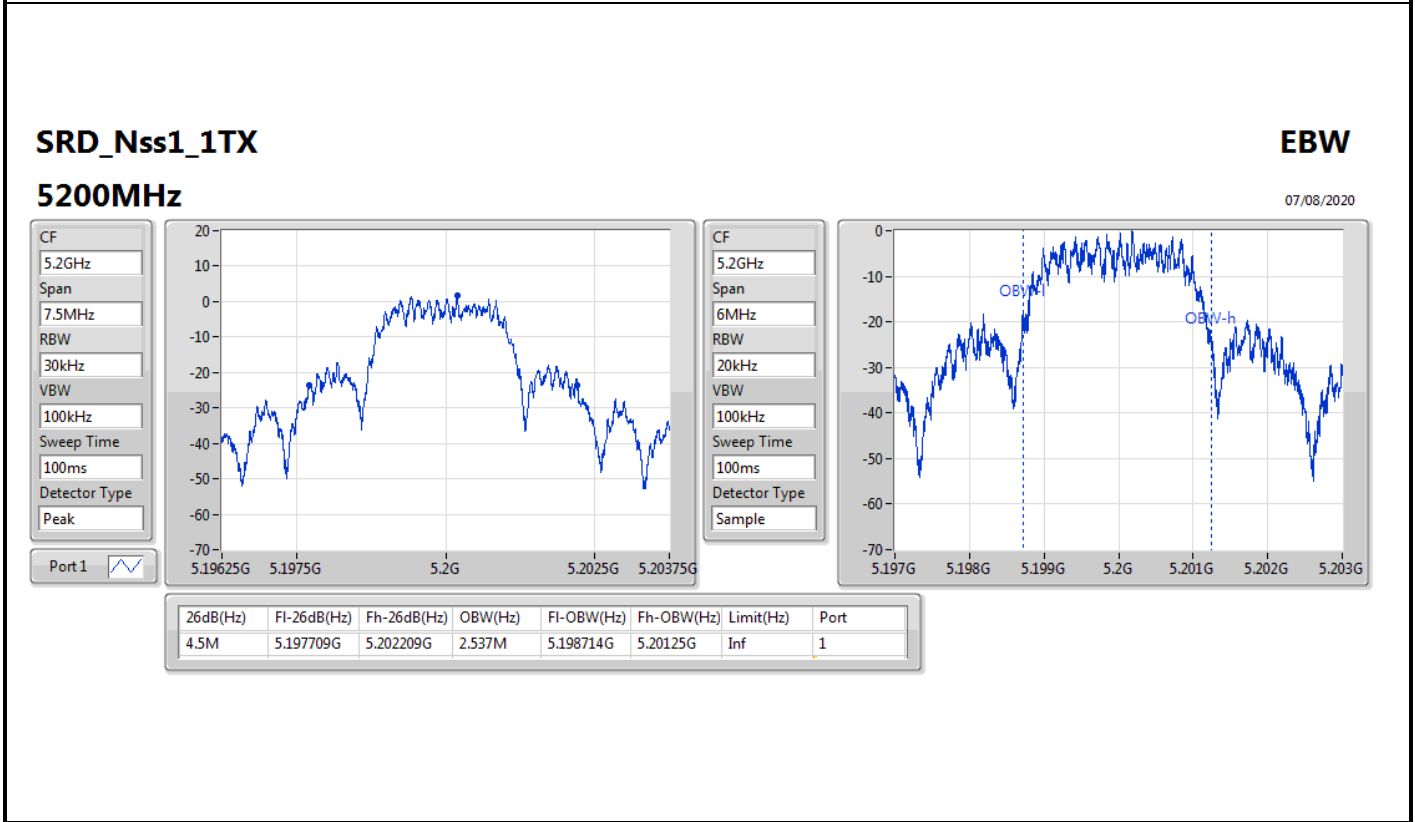 SRD_Nss1_1TX
EBW
5200MHz
07/08/2020
CF
5.2GHz
Span
7.5MHz
RBW
30kHz
VBW
100kHz
Sweep Time
100ms
Detector Type
Peak
Port 1
20
10
0
-10
-20
-30
-40
-50
-60
-70
5.19625G 5.1975G 5.2G 5.2025G 5.20375G
CF
5.2GHz
Span
6MHz
RBW
20kHz
VBW
100kHz
Sweep Time
100ms
Detector Type
Sample
0
-10
-20
-30
-40
-50
-60
-70
OBW-l
OBW-h
5.197G 5.198G 5.199G 5.2G 5.201G 5.202G 5.203G
26dB(Hz) Fl-26dB(Hz) Fh-26dB(Hz) OBW(Hz) Fl-OBW(Hz) Fh-OBW(Hz) Limit(Hz) Port
4.5M 5.197709G 5.202209G 2.537M 5.198714G 5.20125G Inf 1